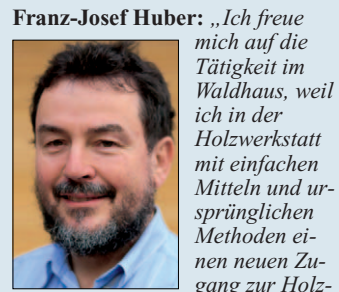 Franz-Josef Huber: „Ich freue
mich auf die
Tätigkeit im
Waldhaus, weil
ich in der
Holzwerkstatt
mit einfachen
Mitteln und ur-
sprünglichen
Methoden ei-
nen neuen Zu-
gang zur Holz-